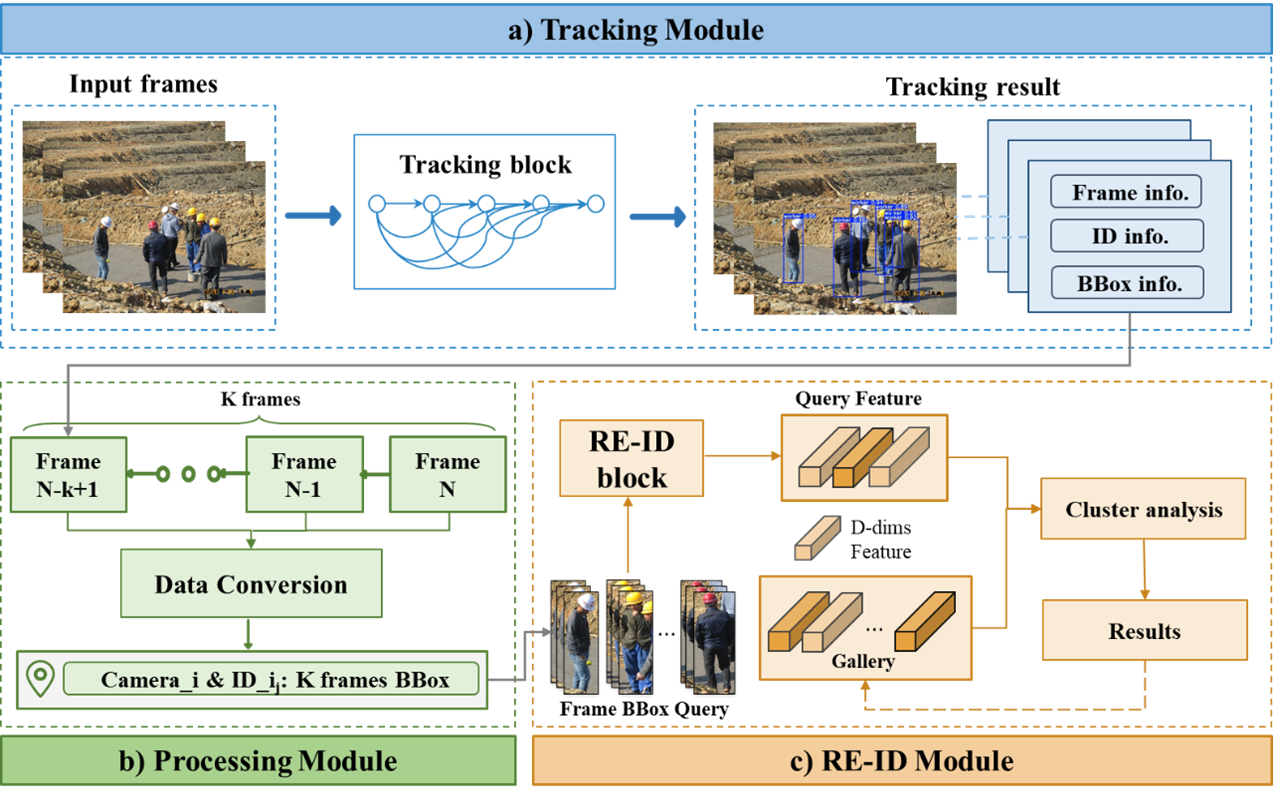 a) Tracking Module
Input frames
Tracking block
Tracking result
Frame info.
ID info.
BBox info.
K frames
Frame
N-k+1
Frame
N-1
Frame
N
Data Conversion
Camera_i & ID_ij: K frames BBox
b) Processing Module
RE-ID
block
Query Feature
D-dims
Feature
Cluster analysis
...
Gallery
Results
...
Frame BBox Query
c) RE-ID Module